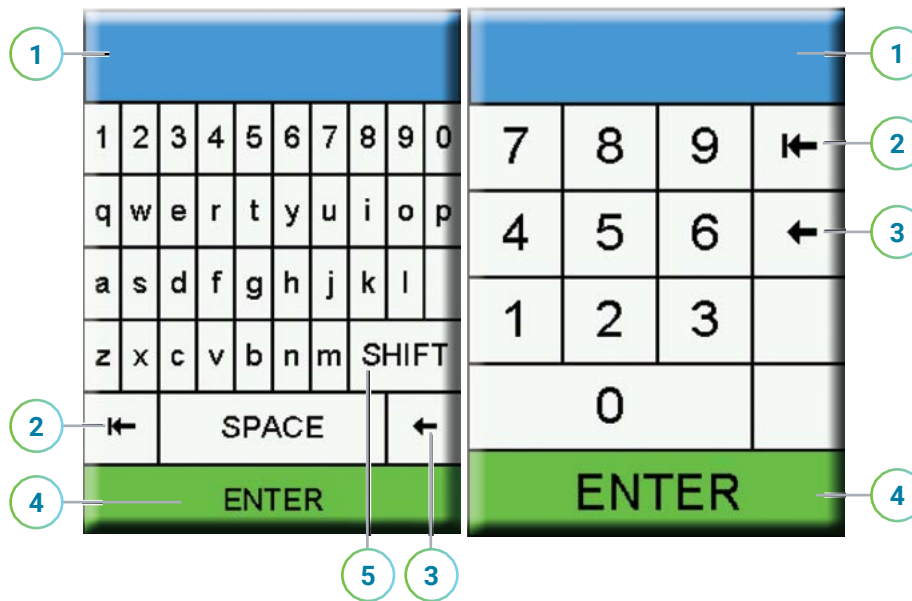 1
1 2 3 4 5 6 7 8 9 0
q w e r t y u i o p
a s d f g h j k l
z x c v b n m SHIFT
2 SPACE
4 ENTER
5 3
1
7 8 9 2
4 5 6 3
1 2 3
0
ENTER 4